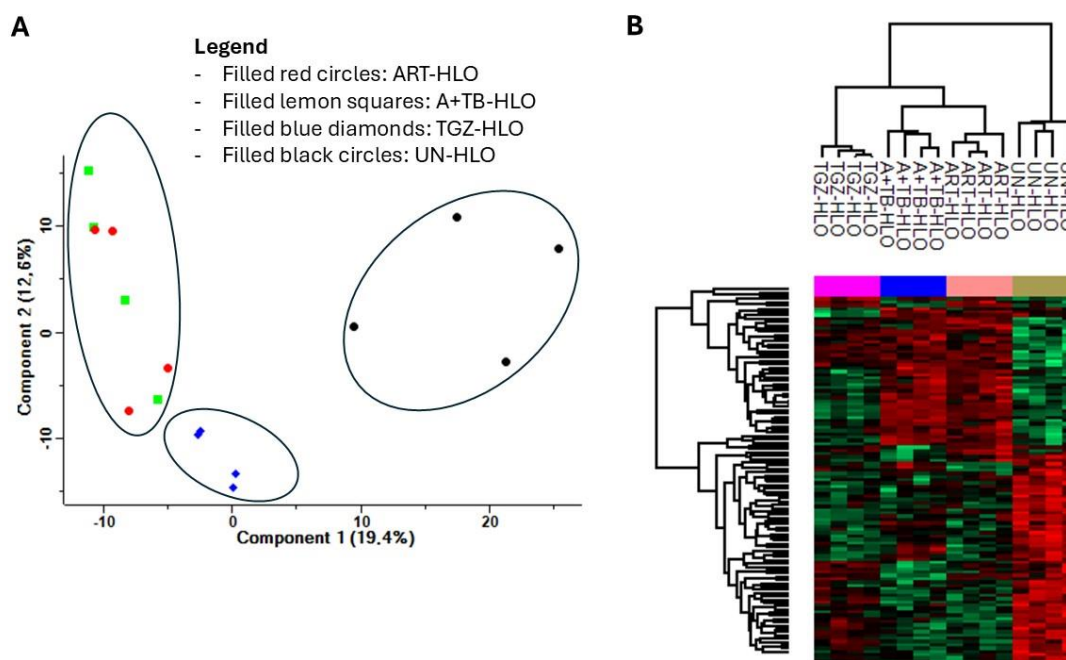 A
Legend
- Filled red circles: ART-HLO
- Filled lemon squares: A+TB-HLO
- Filled blue diamonds: TGZ-HLO
- Filled black circles: UN-HLO
Component 2 (12,6%)
10
0
-10
-10
0
10
20
Component 1 (19,4%)
B
TGZ-HLO
TGZ-HLO
TGZ-HLO
TGZ-HLO
A+TB-HLO
A+TB-HLO
A+TB-HLO
A+TB-HLO
ART-HLO
ART-HLO
ART-HLO
ART-HLO
UN-HLO
UN-HLO
UN-HLO
UN-HLO